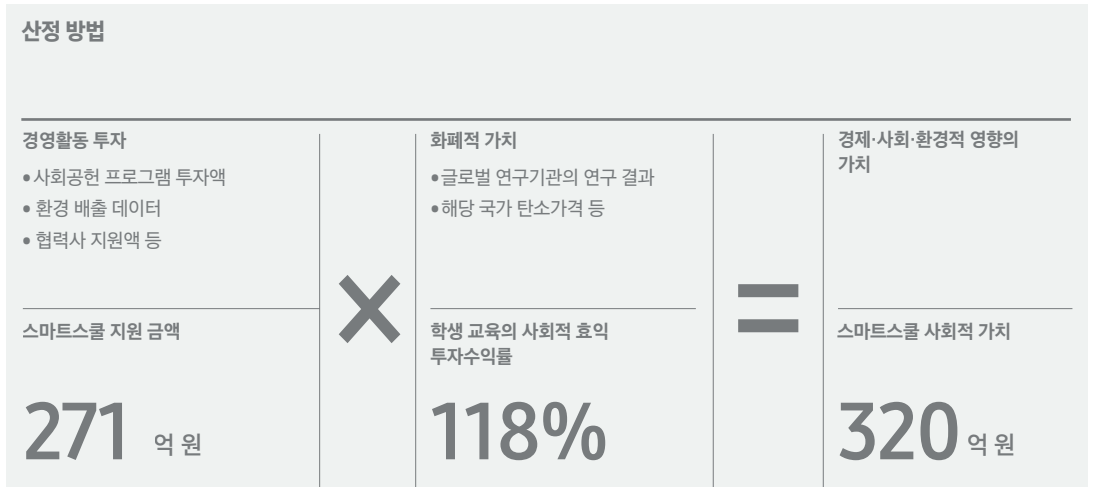 산정 방법
경영활동 투자
•사회공헌 프로그램 투자액
• 환경 배출 데이터
• 협력사 지원액 등
스마트스쿨 지원 금액
271 억 원
×
화폐적 가치
•글로벌 연구기관의 연구 결과
•해당 국가 탄소가격 등
학생 교육의 사회적 효익
투자수익률
118%
=
경제·사회·환경적 영향의
가치
스마트스쿨 사회적 가치
320 억 원